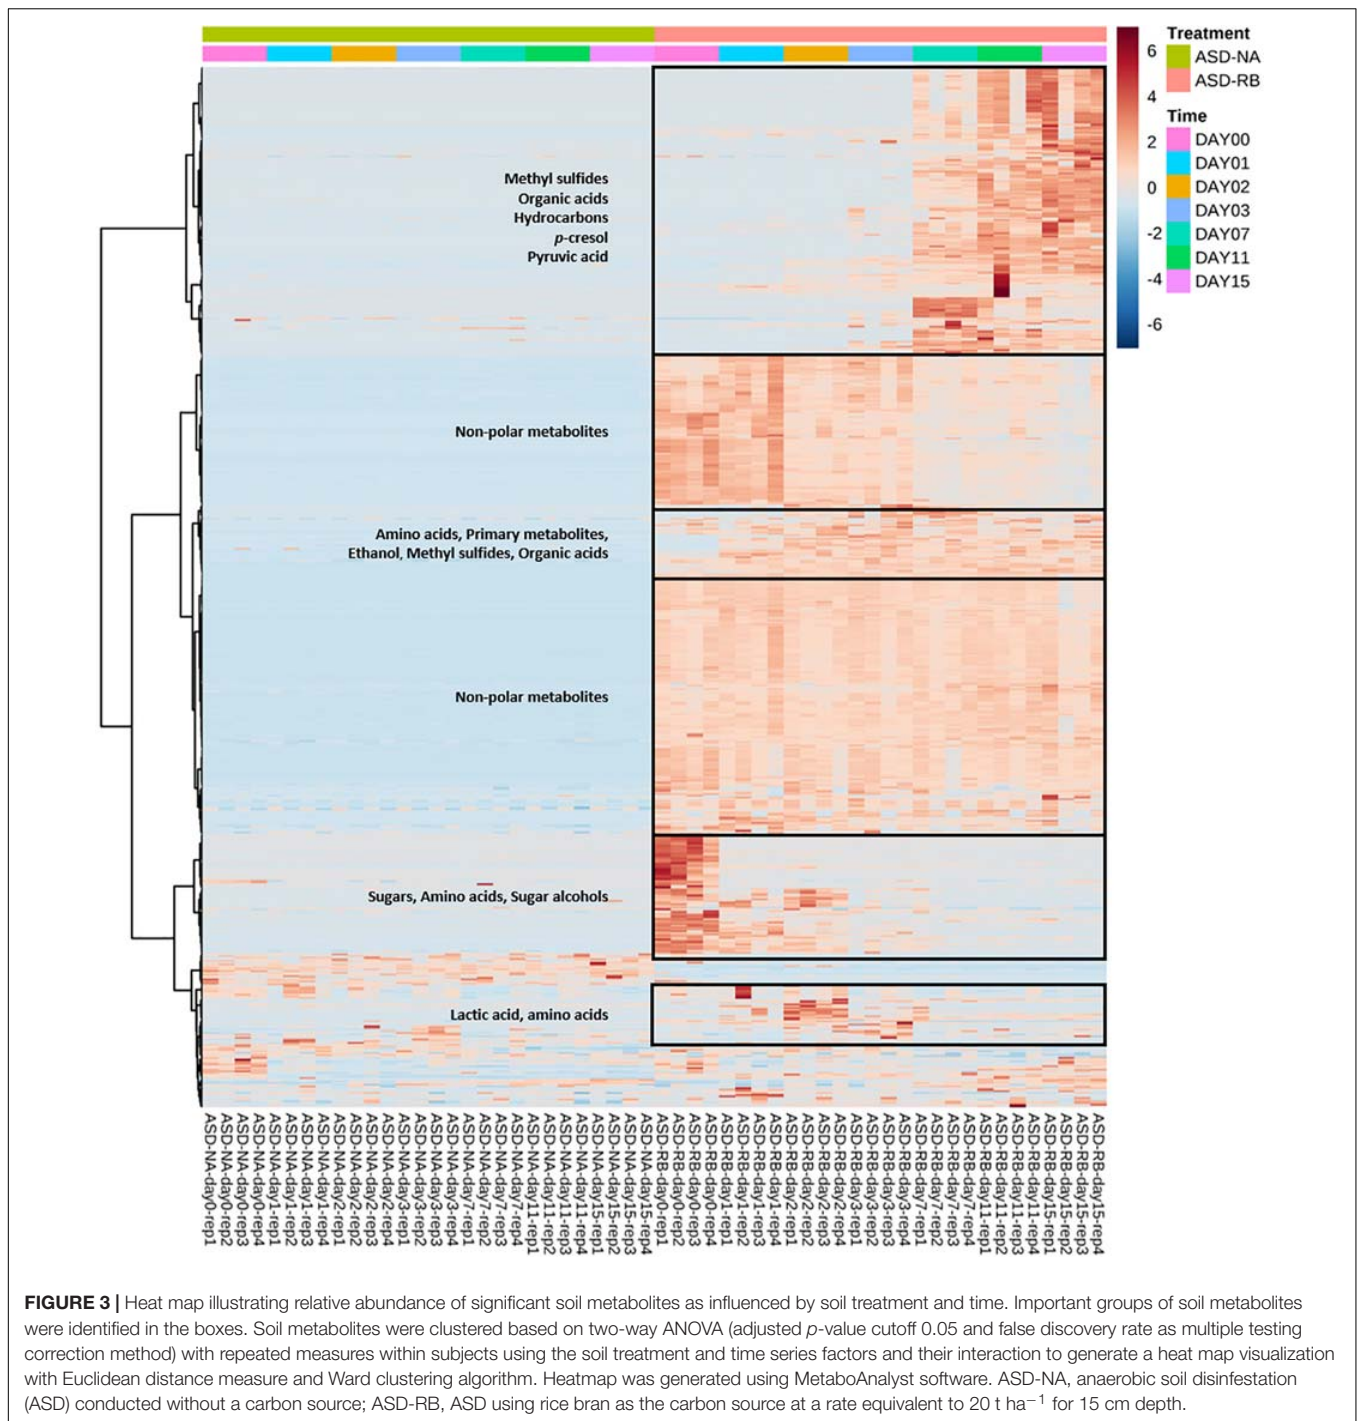 Treatment
ASD-NA
ASD-RB
Time
DAY00
DAY01
DAY02
DAY03
DAY07
DAY11
DAY15
6
4
2
0
-2
-4
-6
Methyl sulfides
Organic acids
Hydrocarbons
p-cresol
Pyruvic acid
Non-polar metabolites
Amino acids, Primary metabolites,
Ethanol, Methyl sulfides, Organic acids
Non-polar metabolites
Sugars, Amino acids, Sugar alcohols
Lactic acid, amino acids
ASD-NA-day0-rep1
ASD-NA-day0-rep2
ASD-NA-day0-rep3
ASD-NA-day0-rep4
ASD-NA-day1-rep1
ASD-NA-day1-rep2
ASD-NA-day1-rep3
ASD-NA-day1-rep4
ASD-NA-day2-rep1
ASD-NA-day2-rep2
ASD-NA-day2-rep3
ASD-NA-day2-rep4
ASD-NA-day3-rep1
ASD-NA-day3-rep2
ASD-NA-day3-rep3
ASD-NA-day3-rep4
ASD-NA-day7-rep1
ASD-NA-day7-rep2
ASD-NA-day7-rep3
ASD-NA-day7-rep4
ASD-NA-day11-rep1
ASD-NA-day11-rep2
ASD-NA-day11-rep3
ASD-NA-day11-rep4
ASD-NA-day15-rep1
ASD-NA-day15-rep2
ASD-NA-day15-rep3
ASD-NA-day15-rep4
ASD-RB-day0-rep1
ASD-RB-day0-rep2
ASD-RB-day0-rep3
ASD-RB-day0-rep4
ASD-RB-day1-rep1
ASD-RB-day1-rep2
ASD-RB-day1-rep3
ASD-RB-day1-rep4
ASD-RB-day2-rep1
ASD-RB-day2-rep2
ASD-RB-day2-rep3
ASD-RB-day2-rep4
ASD-RB-day3-rep1
ASD-RB-day3-rep2
ASD-RB-day3-rep3
ASD-RB-day3-rep4
ASD-RB-day7-rep1
ASD-RB-day7-rep2
ASD-RB-day7-rep3
ASD-RB-day7-rep4
ASD-RB-day11-rep1
ASD-RB-day11-rep2
ASD-RB-day11-rep3
ASD-RB-day11-rep4
ASD-RB-day15-rep1
ASD-RB-day15-rep2
ASD-RB-day15-rep3
ASD-RB-day15-rep4
FIGURE 3 | Heat map illustrating relative abundance of significant soil metabolites as influenced by soil treatment and time. Important groups of soil metabolites
were identified in the boxes. Soil metabolites were clustered based on two-way ANOVA (adjusted p-value cutoff 0.05 and false discovery rate as multiple testing
correction method) with repeated measures within subjects using the soil treatment and time series factors and their interaction to generate a heat map visualization
with Euclidean distance measure and Ward clustering algorithm. Heatmap was generated using MetaboAnalyst software. ASD-NA, anaerobic soil disinfestation
(ASD) conducted without a carbon source; ASD-RB, ASD using rice bran as the carbon source at a rate equivalent to 20 t ha⁻¹ for 15 cm depth.